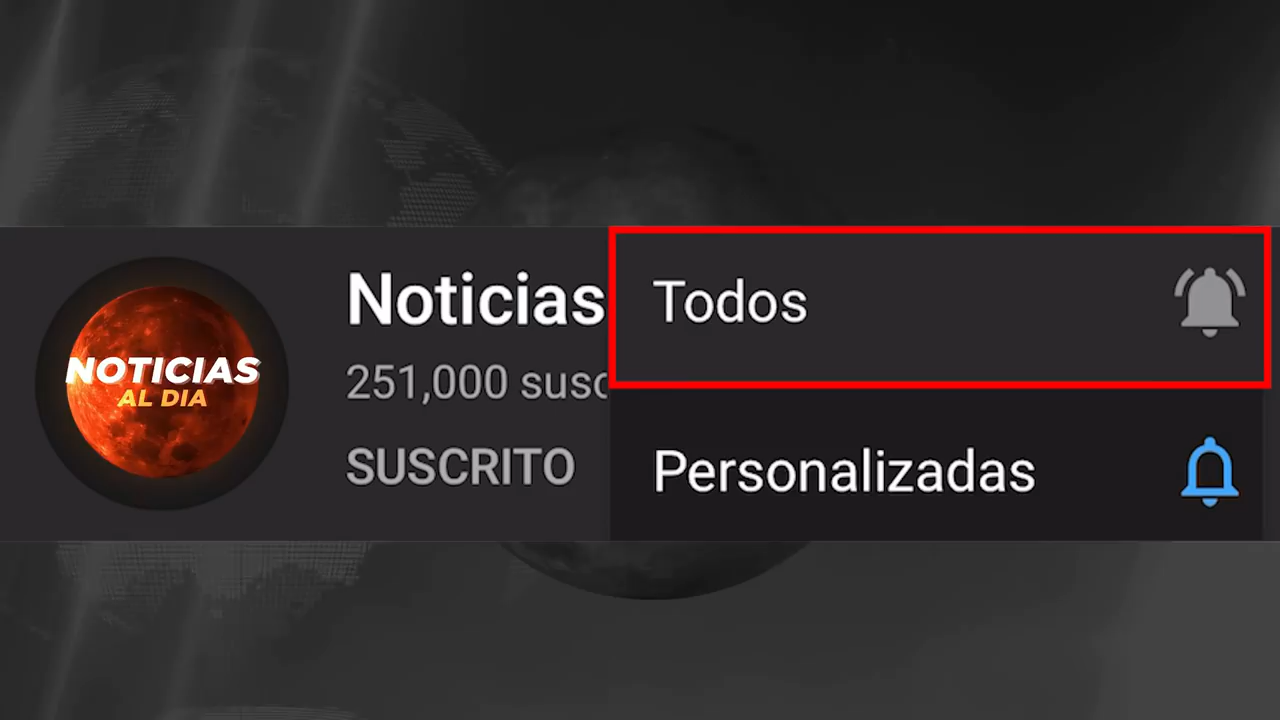 NOTICIAS
AL DIA
Noticias
251,000 susc
SUSCRITO
Todos
Personalizadas